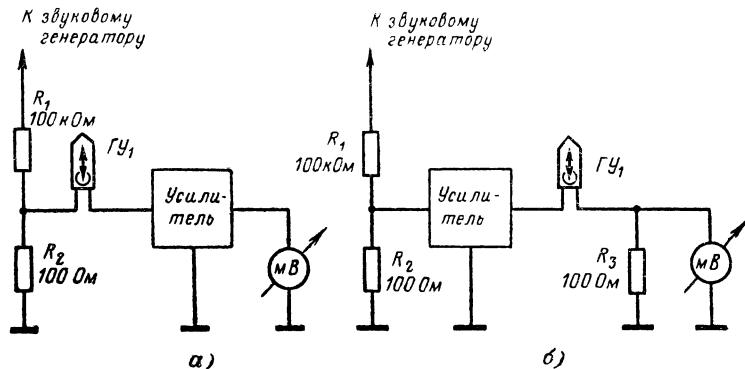 К звуковому
генератору
R1
100 кОм
ГУ1
Усили-
тель
R2
100 Ом
мВ
а)
К звуковому
генератору
R1
100кОм
Усили-
тель
ГУ1
R2
100 Ом
R3
100 Ом
мВ
б)